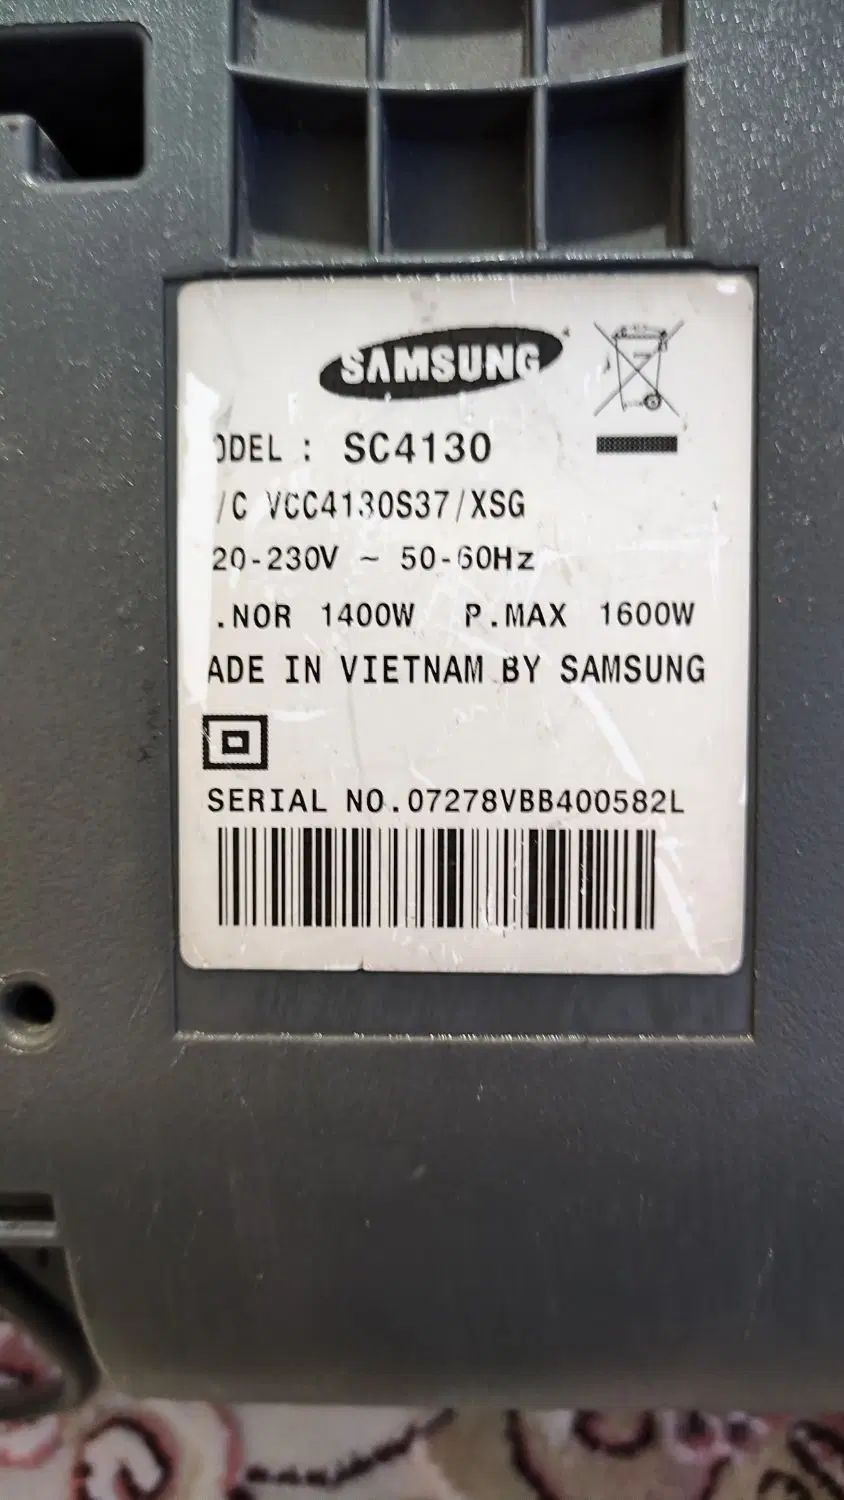 SAMSUNG
ODEL : SC4130
/C VCC4130S37/XSG
20-230V ~ 50-60Hz
.NOR 1400W P.MAX 1600W
ADE IN VIETNAM BY SAMSUNG
SERIAL NO.07278VBB400582L